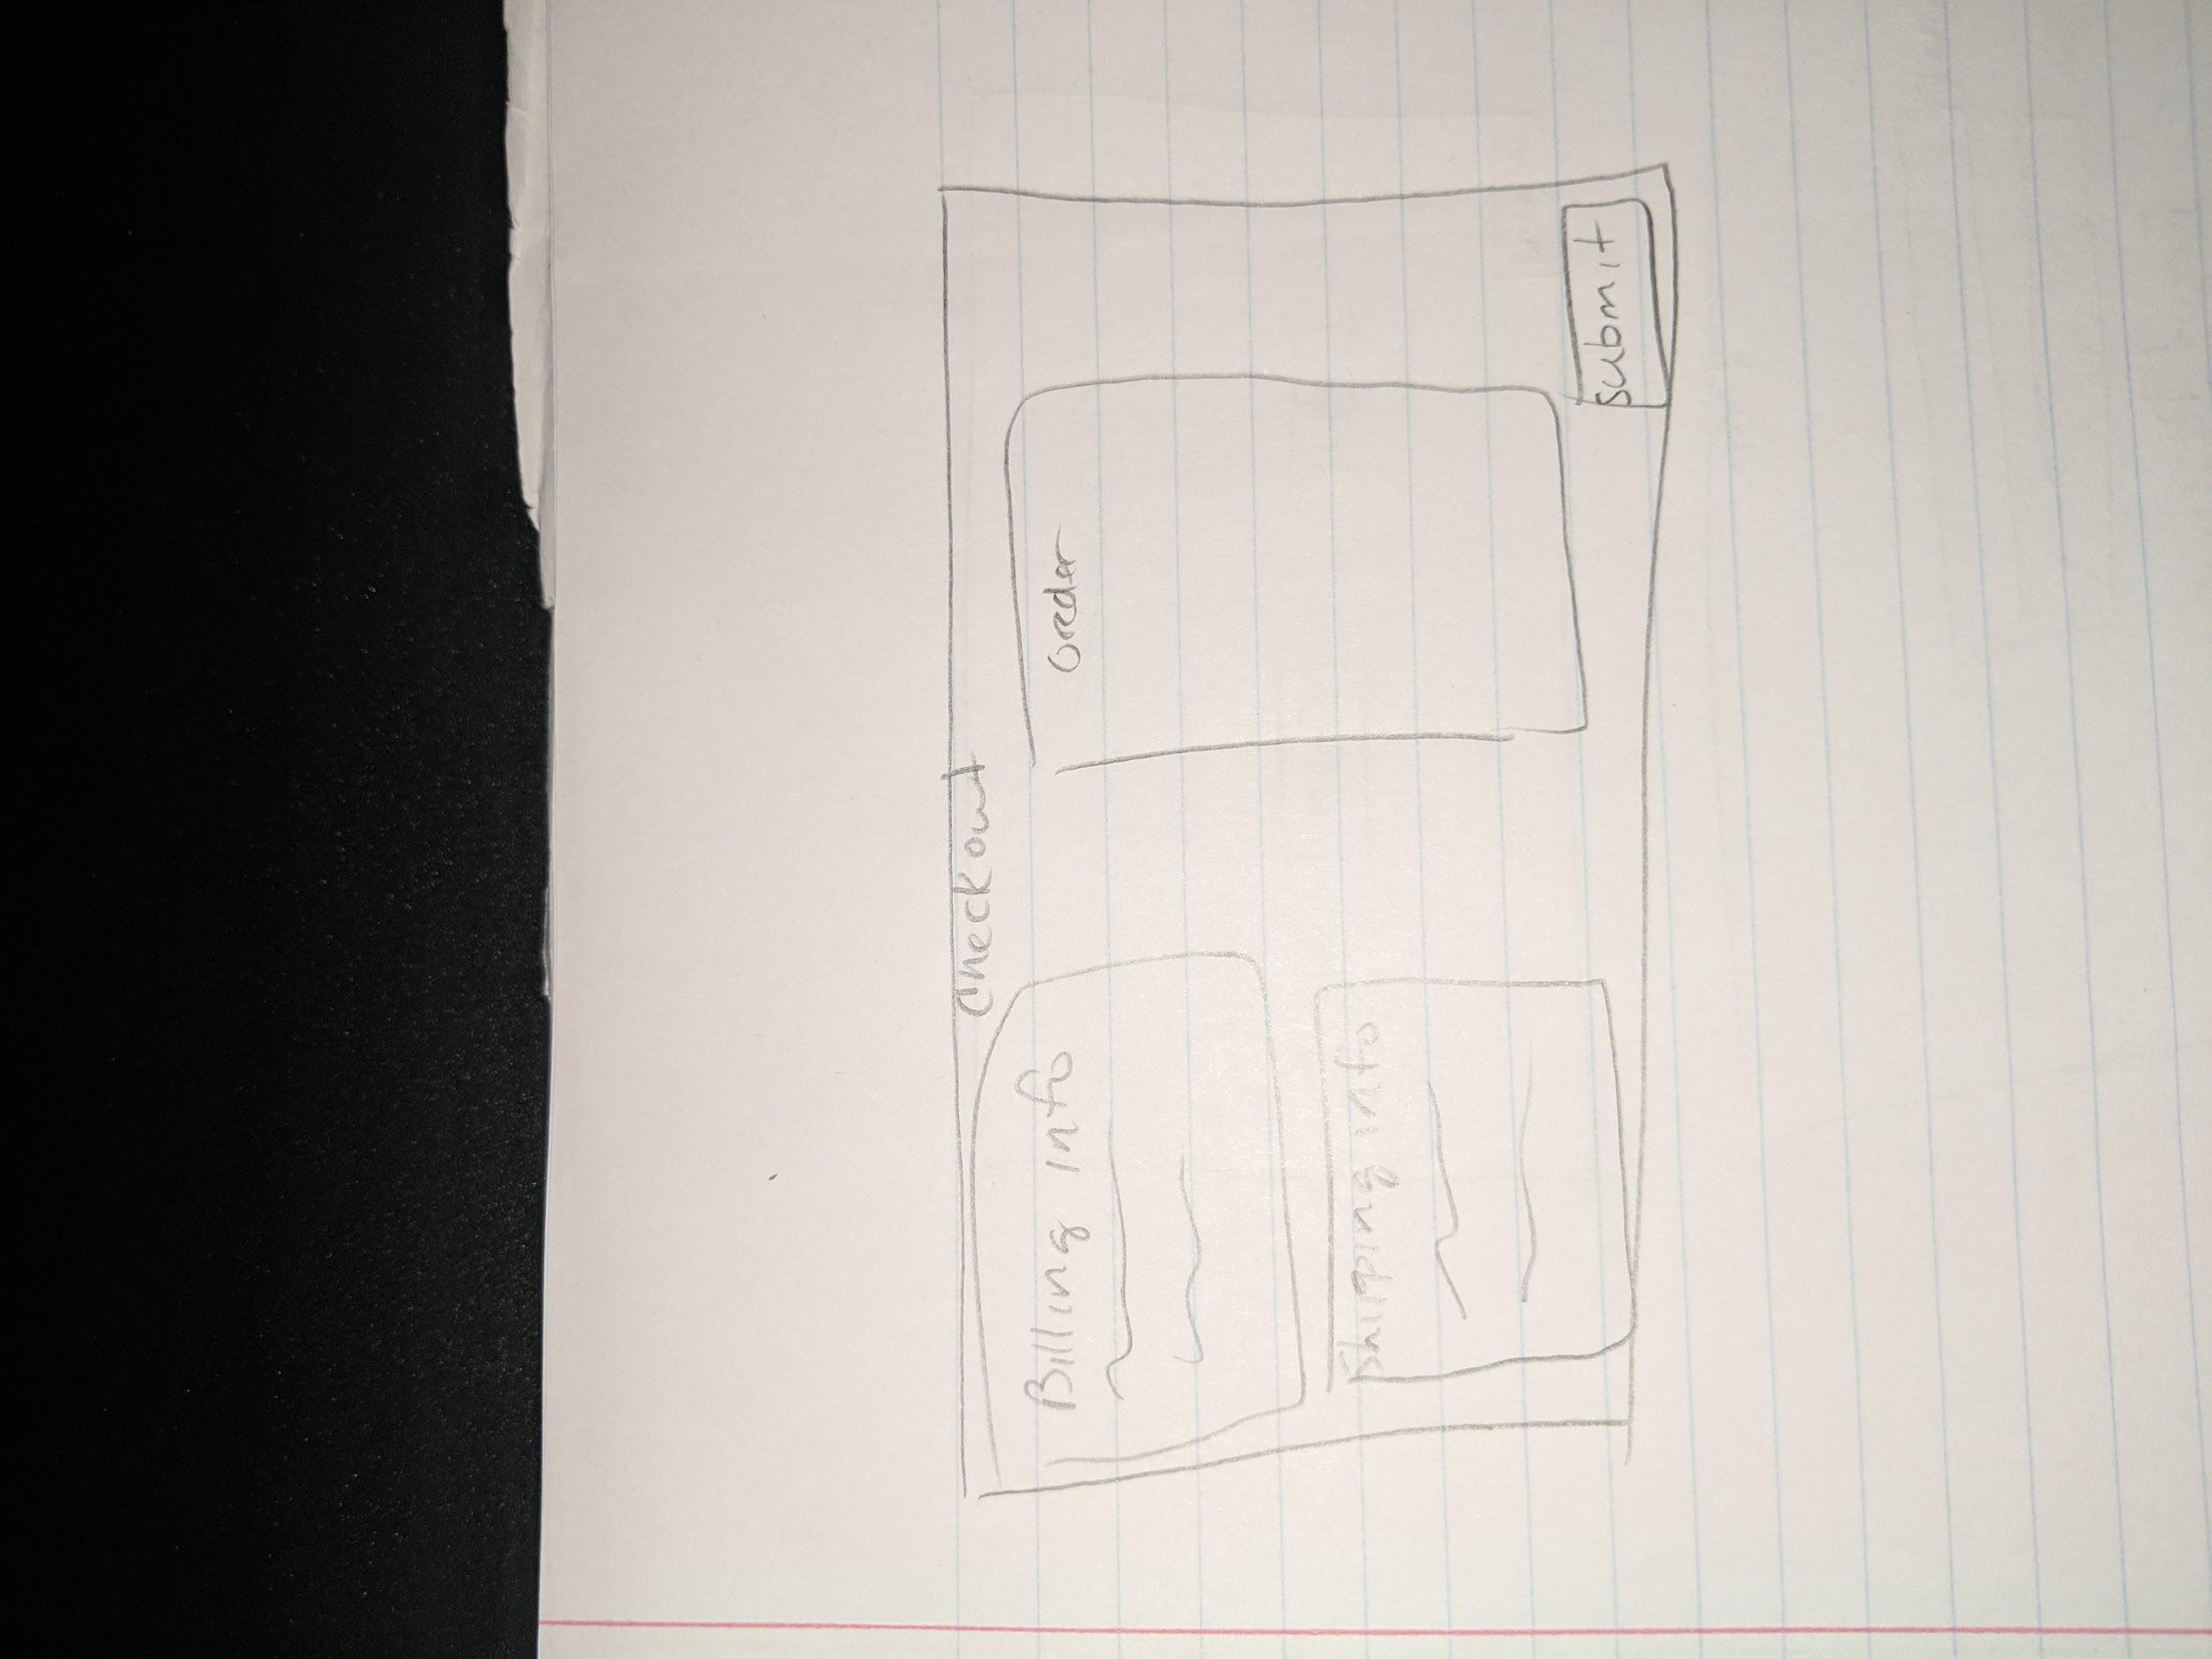 Checkout
Billing Info
Order
Shipping info
Submit